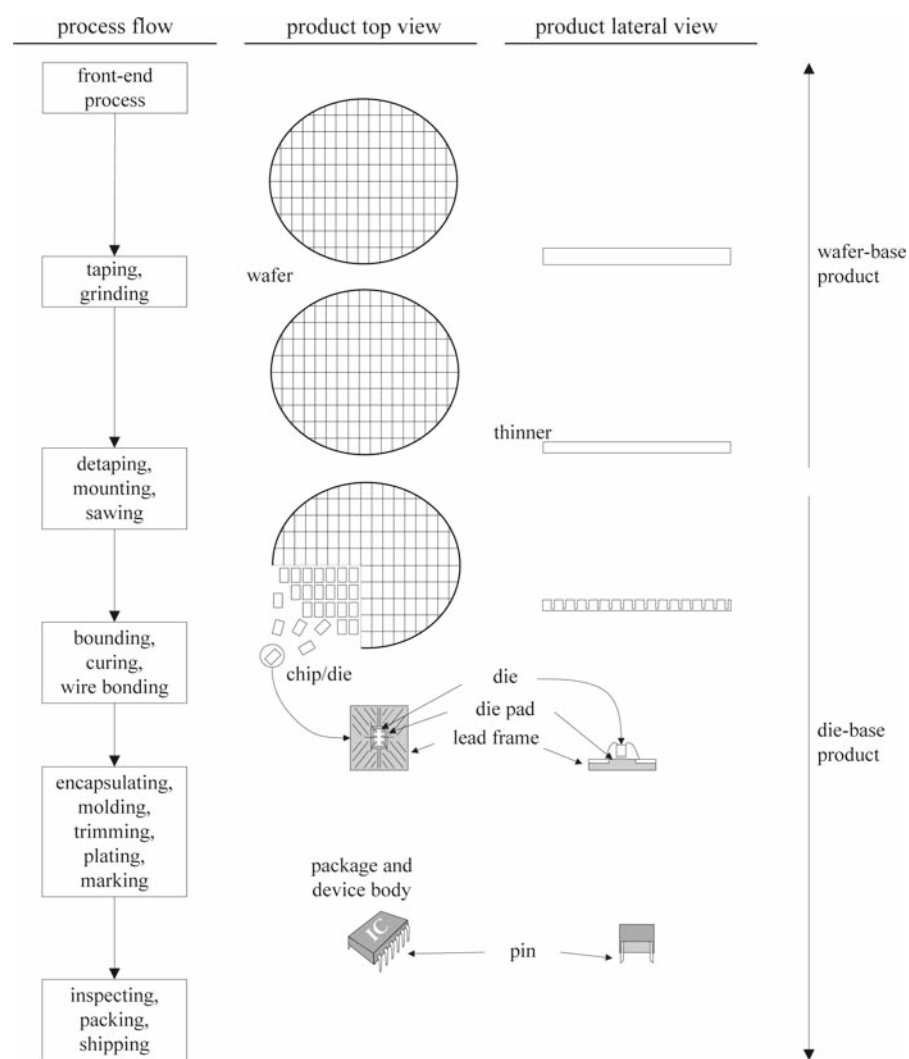 process flow
product top view
product lateral view
front-end
process
taping,
grinding
wafer
wafer-base
product
thinner
detaping,
mounting,
sawing
bounding,
curing,
wire bonding
chip/die
die
die pad
lead frame
die-base
product
encapsulating,
molding,
trimming,
plating,
marking
package and
device body
IC
pin
inspecting,
packing,
shipping